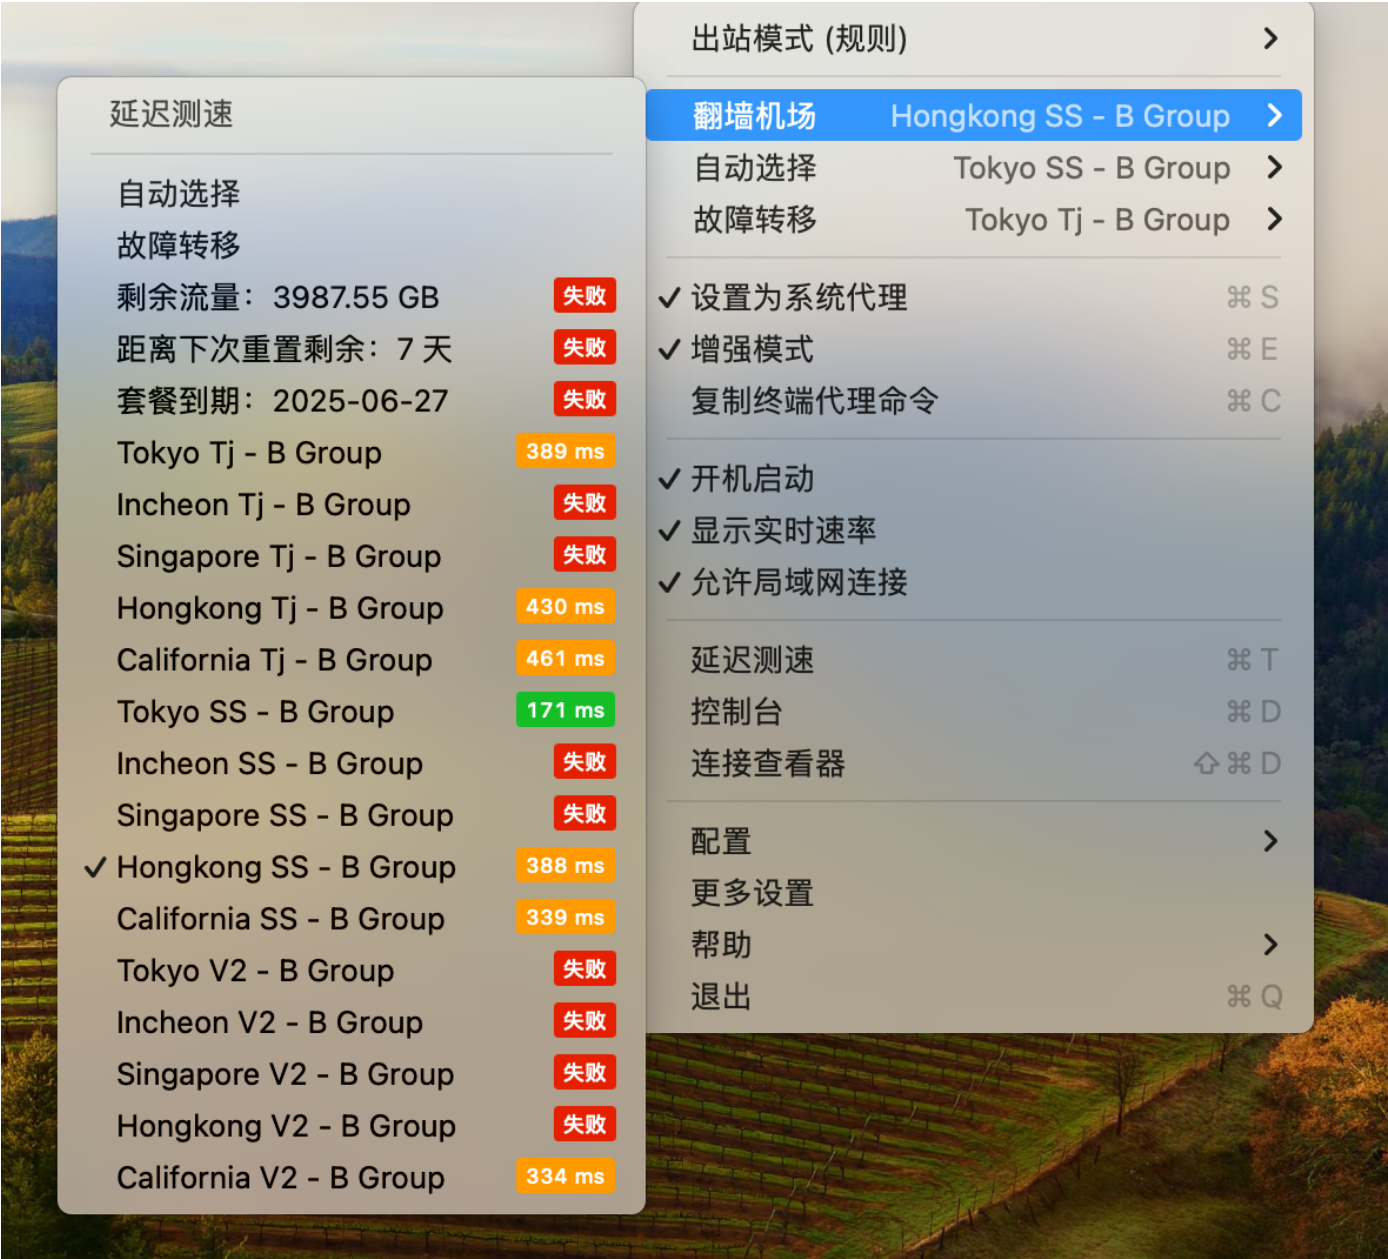 出站模式 (规则)
翻墙机场 Hongkong SS - B Group
自动选择 Tokyo SS - B Group
故障转移 Tokyo Tj - B Group
设置为系统代理 ⌘ S
增强模式 ⌘ E
复制终端代理命令 ⌘ C
开机启动
显示实时速率
允许局域网连接
延迟测速 ⌘ T
控制台 ⌘ D
连接查看器 ⇧ ⌘ D
配置
更多设置
帮助
退出 ⌘ Q
延迟测速
自动选择
故障转移
剩余流量：3987.55 GB 失败
距离下次重置剩余：7 天 失败
套餐到期：2025-06-27 失败
Tokyo Tj - B Group 389 ms
Incheon Tj - B Group 失败
Singapore Tj - B Group 失败
Hongkong Tj - B Group 430 ms
California Tj - B Group 461 ms
Tokyo SS - B Group 171 ms
Incheon SS - B Group 失败
Singapore SS - B Group 失败
Hongkong SS - B Group 388 ms
California SS - B Group 339 ms
Tokyo V2 - B Group 失败
Incheon V2 - B Group 失败
Singapore V2 - B Group 失败
Hongkong V2 - B Group 失败
California V2 - B Group 334 ms